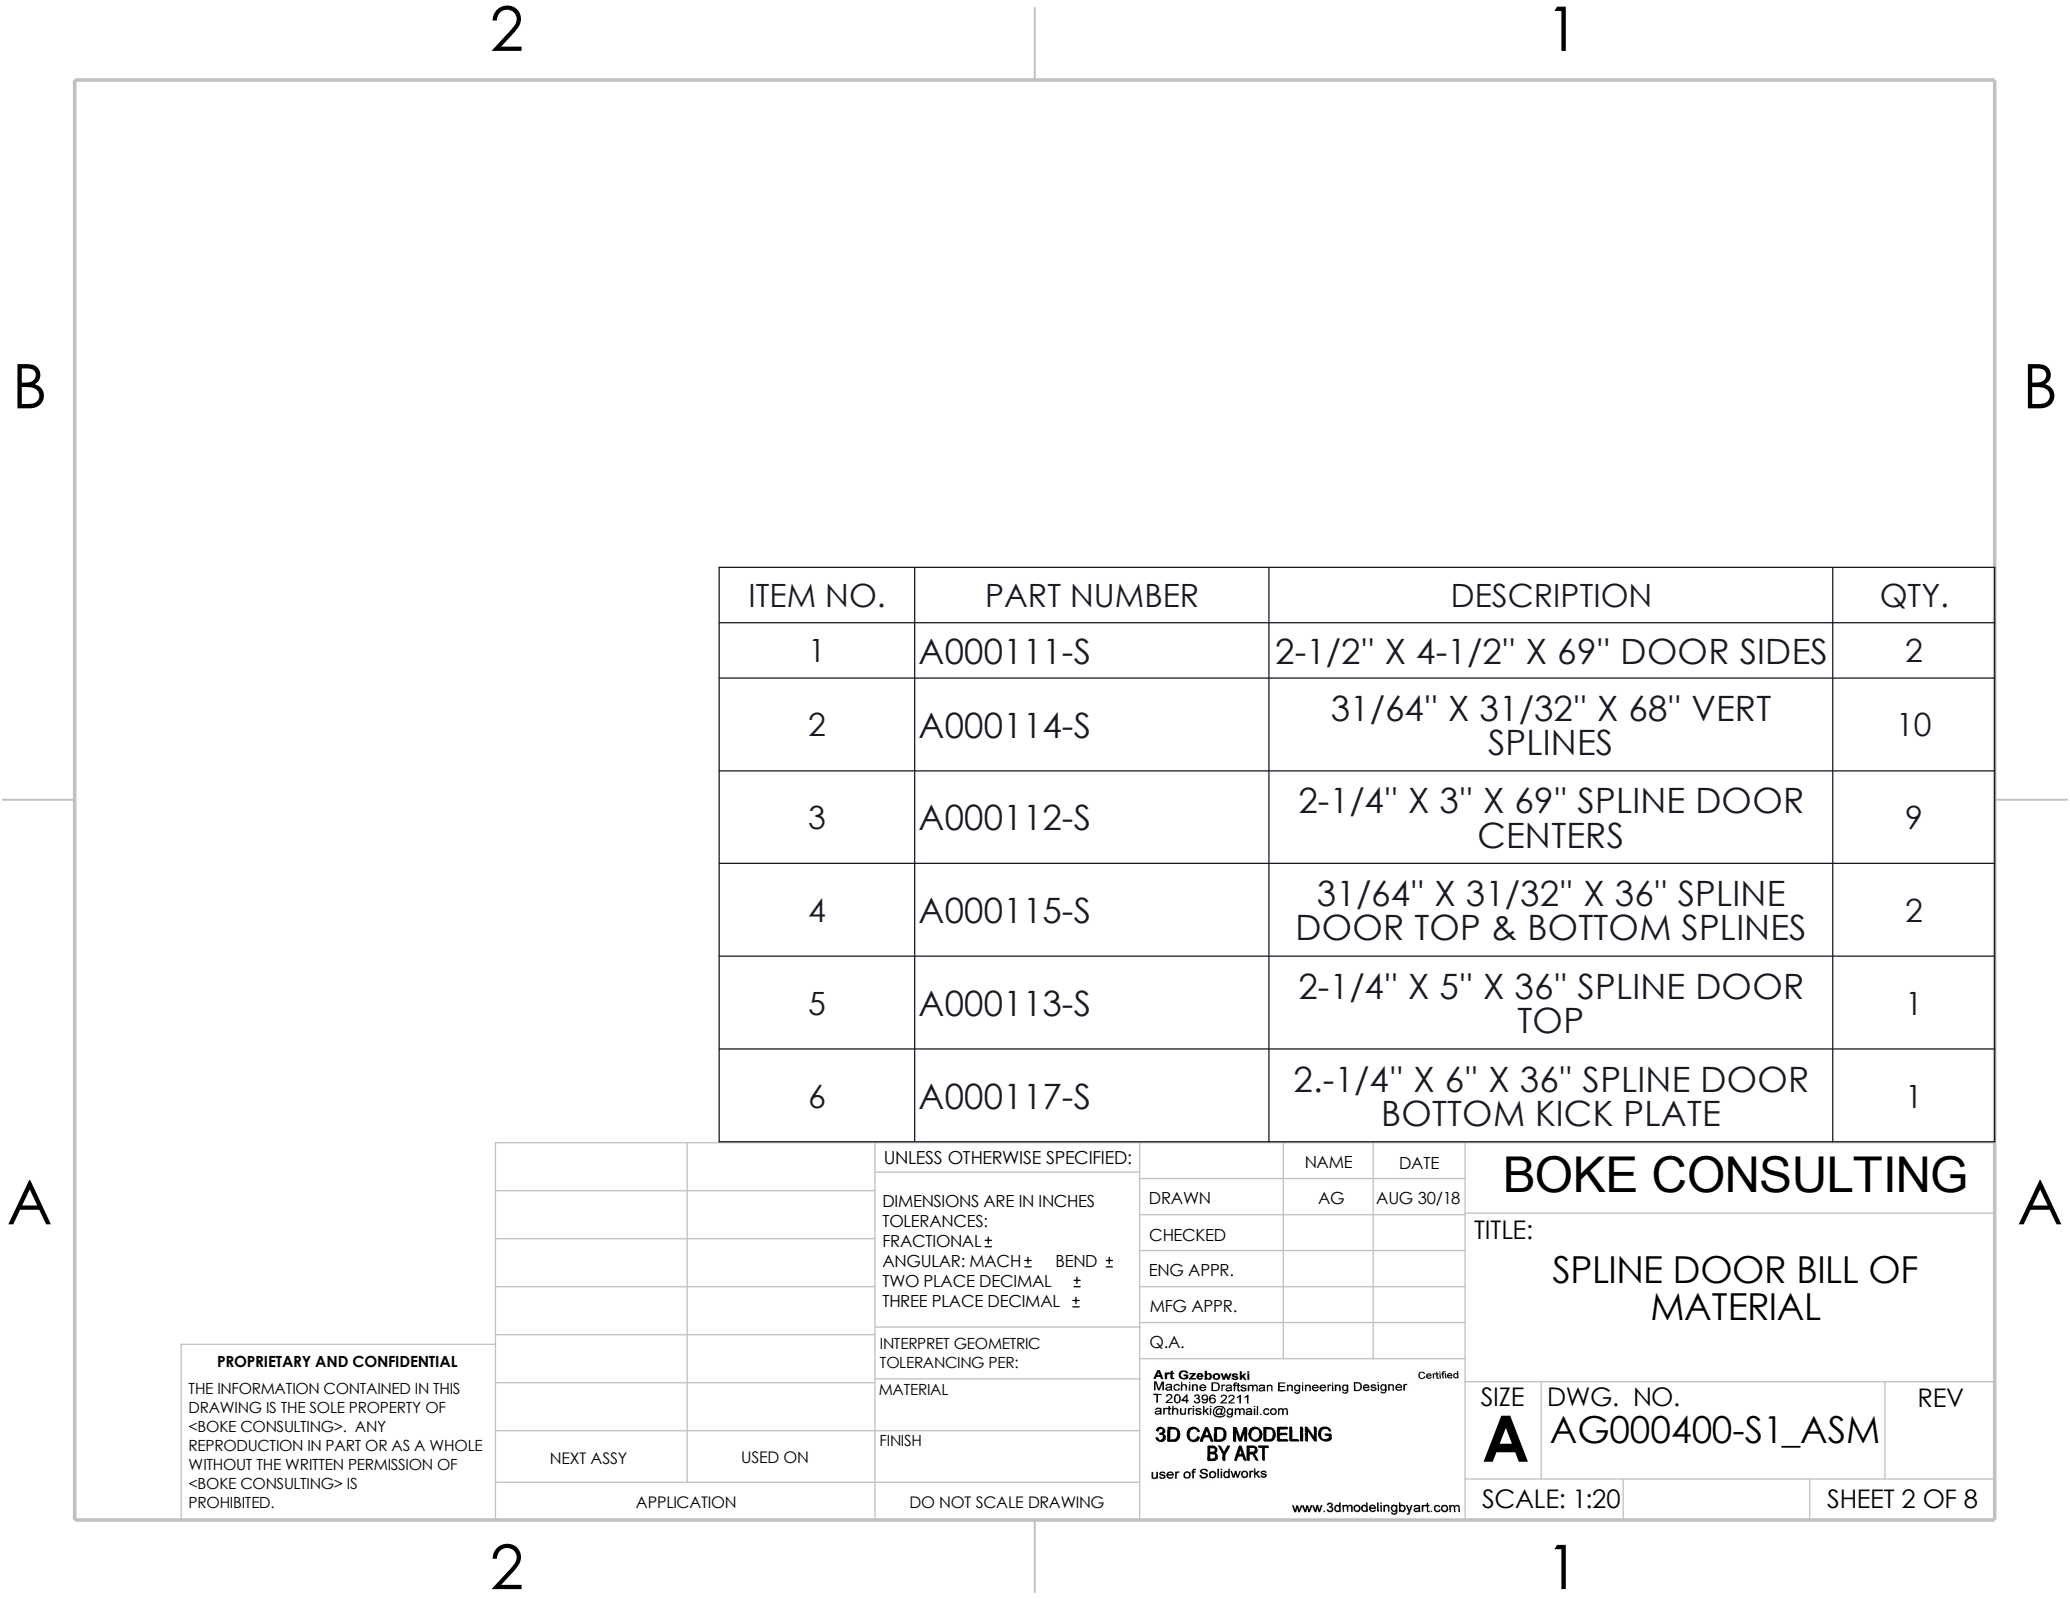 2 1
B B
ITEM NO. PART NUMBER DESCRIPTION QTY.
1 A000111-S 2-1/2" X 4-1/2" X 69" DOOR SIDES 2
2 A000114-S 31/64" X 31/32" X 68" VERT
SPLINES 10
3 A000112-S 2-1/4" X 3" X 69" SPLINE DOOR
CENTERS 9
4 A000115-S 31/64" X 31/32" X 36" SPLINE
DOOR TOP & BOTTOM SPLINES 2
5 A000113-S 2-1/4" X 5" X 36" SPLINE DOOR
TOP 1
6 A000117-S 2.-1/4" X 6" X 36" SPLINE DOOR
BOTTOM KICK PLATE 1
A A
PROPRIETARY AND CONFIDENTIAL
THE INFORMATION CONTAINED IN THIS
DRAWING IS THE SOLE PROPERTY OF
<BOKE CONSULTING>. ANY
REPRODUCTION IN PART OR AS A WHOLE
WITHOUT THE WRITTEN PERMISSION OF
<BOKE CONSULTING> IS
PROHIBITED.
NEXT ASSY USED ON
APPLICATION
UNLESS OTHERWISE SPECIFIED:
DIMENSIONS ARE IN INCHES
TOLERANCES:
FRACTIONAL ±
ANGULAR: MACH ± BEND ±
TWO PLACE DECIMAL ±
THREE PLACE DECIMAL ±
INTERPRET GEOMETRIC
TOLERANCING PER:
MATERIAL
FINISH
DO NOT SCALE DRAWING
NAME DATE
DRAWN AG AUG 30/18
CHECKED
ENG APPR.
MFG APPR.
Q.A.
Art Gzebowski Certified
Machine Draftsman Engineering Designer
T 204 396 2211
arthuriski@gmail.com
3D CAD MODELING
BY ART
user of Solidworks
www.3dmodelingbyart.com
BOKE CONSULTING
TITLE:
SPLINE DOOR BILL OF
MATERIAL
SIZE DWG. NO. REV
A AG000400-S1_ASM
SCALE: 1:20 SHEET 2 OF 8
2 1